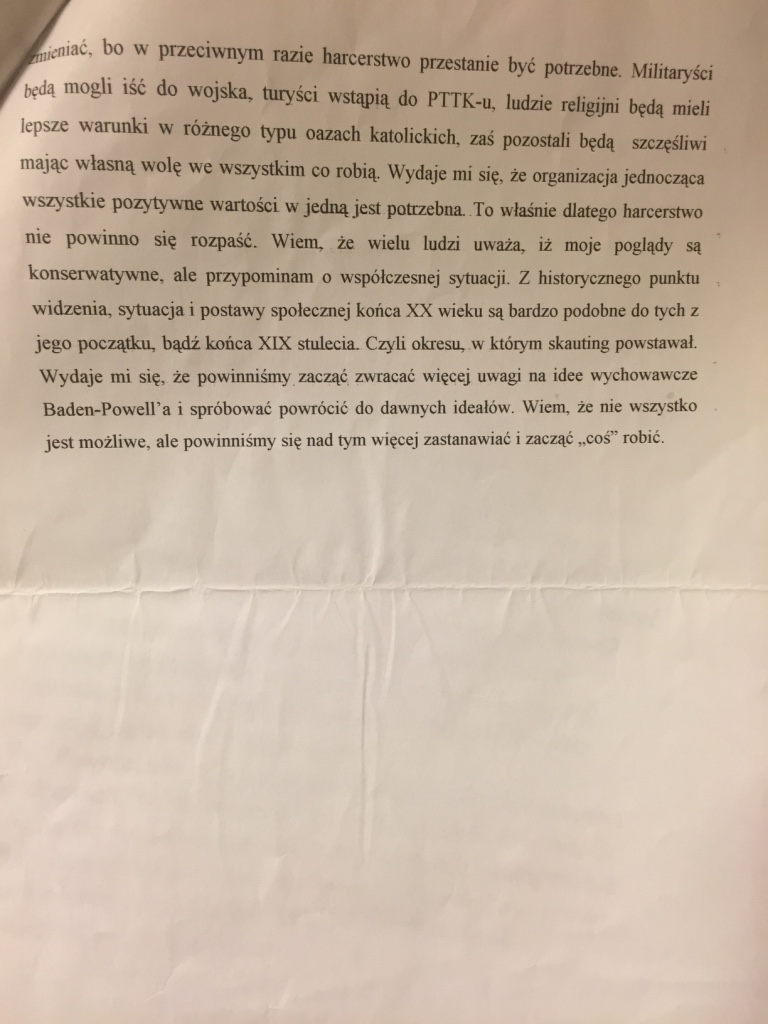 zmieniać, bo w przeciwnym razie harcerstwo przestanie być potrzebne. Militaryści
będą mogli iść do wojska, turyści wstąpią do PTTK-u, ludzie religijni będą mieli
lepsze warunki w różnego typu oazach katolickich, zaś pozostali będą szczęśliwi
mając własną wolę we wszystkim co robią. Wydaje mi się, że organizacja jednocząca
wszystkie pozytywne wartości w jedną jest potrzebna. To właśnie dlatego harcerstwo
nie powinno się rozpaść. Wiem, że wielu ludzi uważa, iż moje poglądy są
konserwatywne, ale przypominam o współczesnej sytuacji. Z historycznego punktu
widzenia, sytuacja i postawy społecznej końca XX wieku są bardzo podobne do tych z
jego początku, bądź końca XIX stulecia. Czyli okresu, w którym skauting powstawał.
Wydaje mi się, że powinniśmy zacząć zwracać więcej uwagi na idee wychowawcze
Baden-Powell’a i spróbować powrócić do dawnych ideałów. Wiem, że nie wszystko
jest możliwe, ale powinniśmy się nad tym więcej zastanawiać i zacząć „coś” robić.